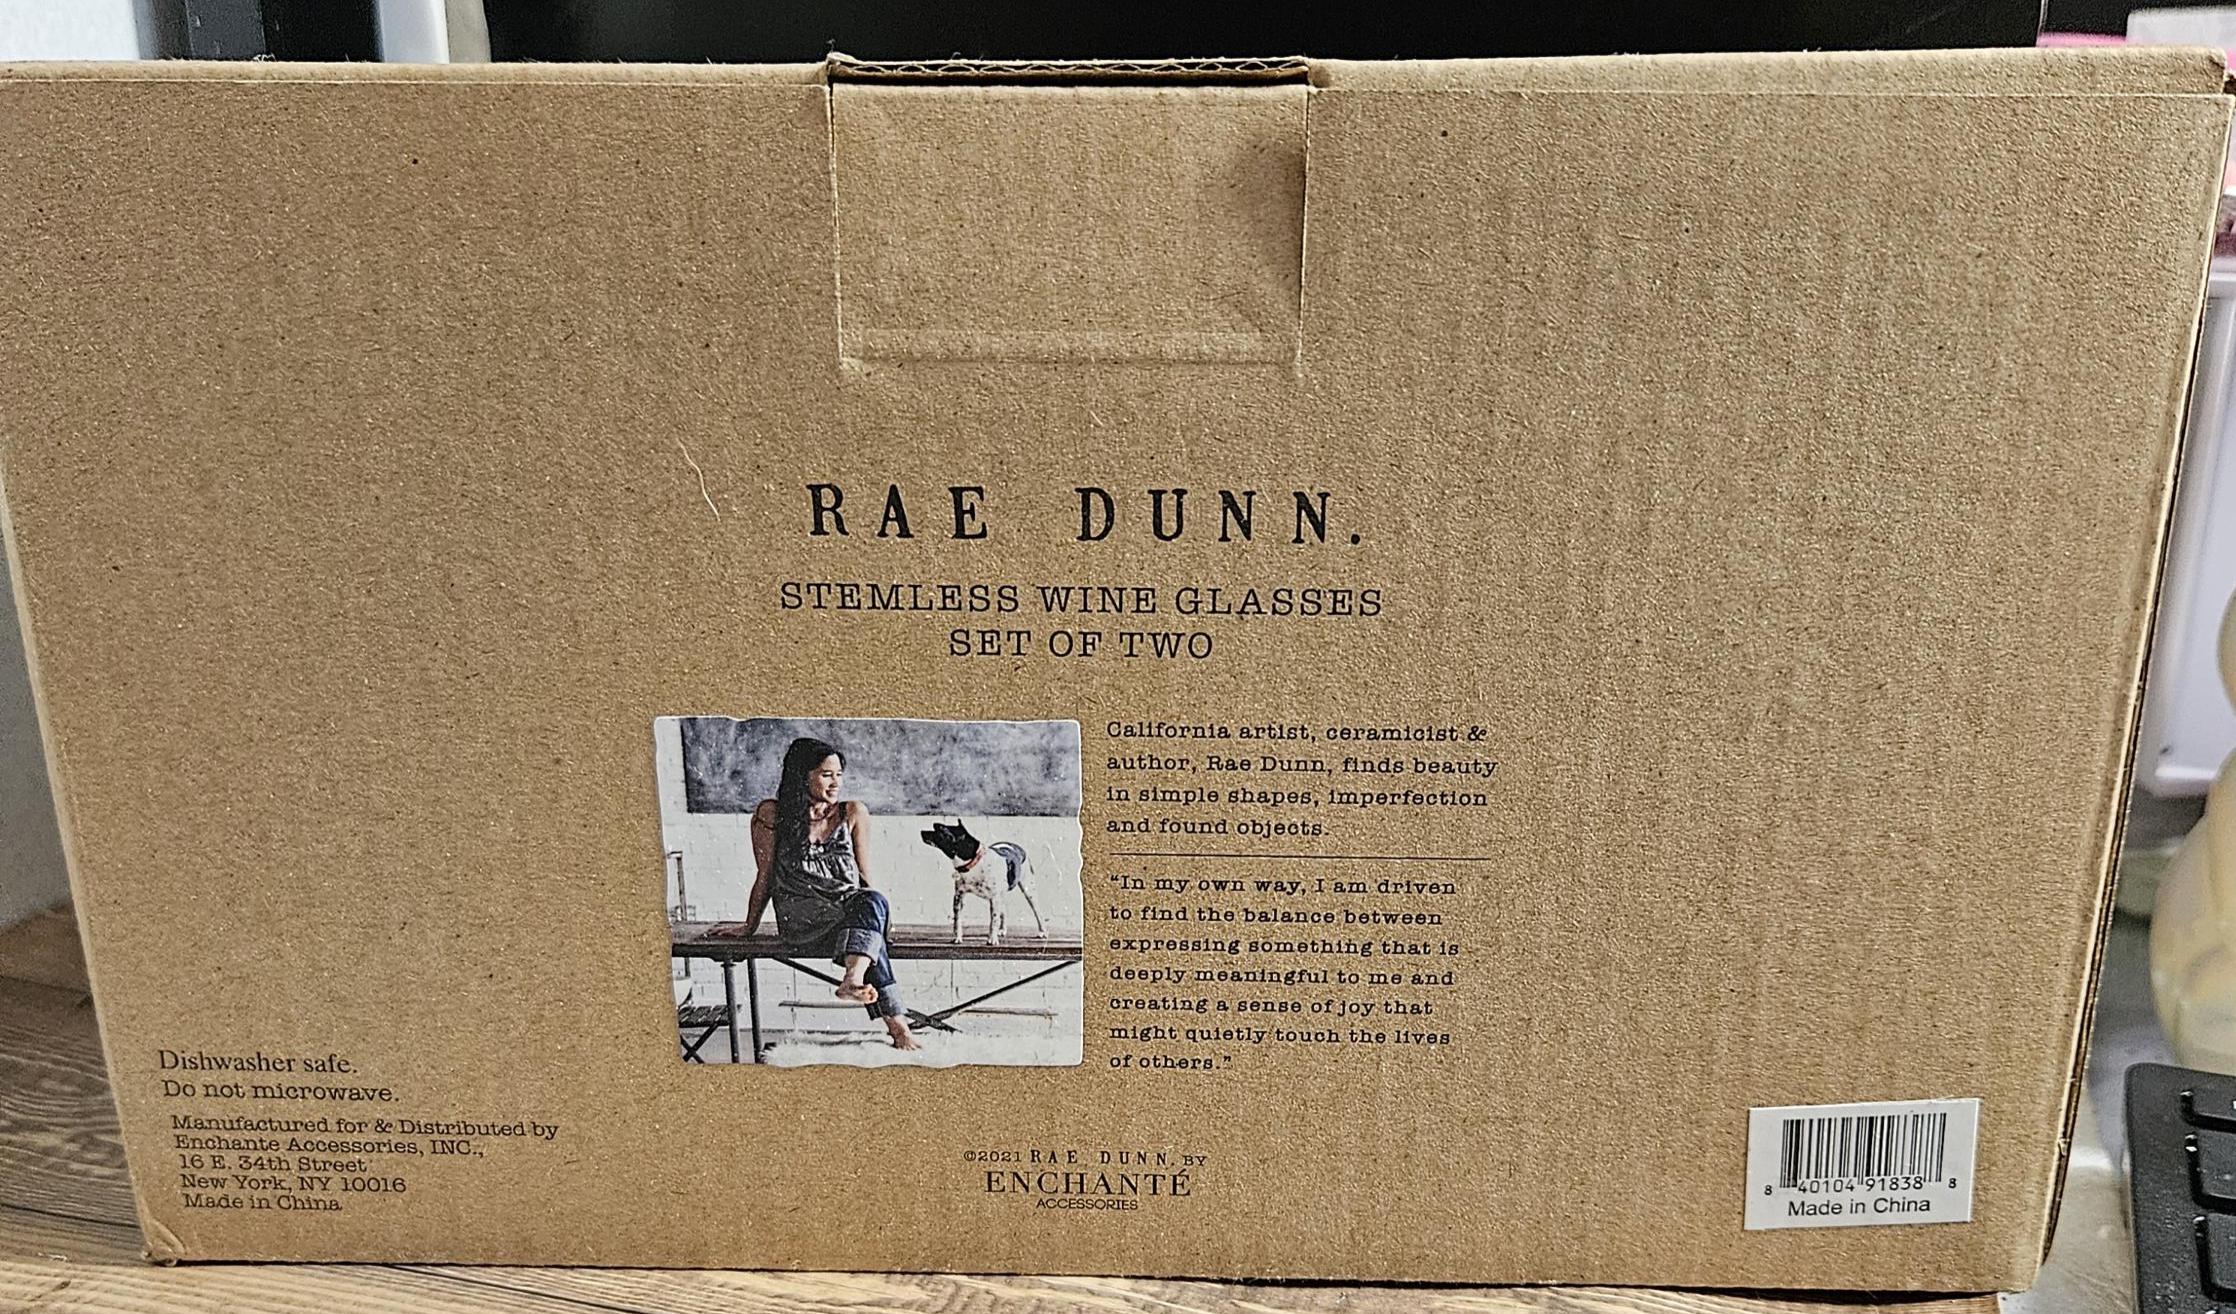 RAE DUNN.
STEMLESS WINE GLASSES
SET OF TWO
California artist, ceramicist &
author, Rae Dunn, finds beauty
in simple shapes, imperfection
and found objects.
“In my own way, I am driven
to find the balance between
expressing something that is
deeply meaningful to me and
creating a sense of joy that
might quietly touch the lives
of others.”
Dishwasher safe.
Do not microwave.
Manufactured for & Distributed by
Enchante Accessories, INC.,
16 E. 34th Street
New York, NY 10016
Made in China
©2021 RAE DUNN. BY
ENCHANTÉ
ACCESSORIES
8 40104 91838 8
Made in China